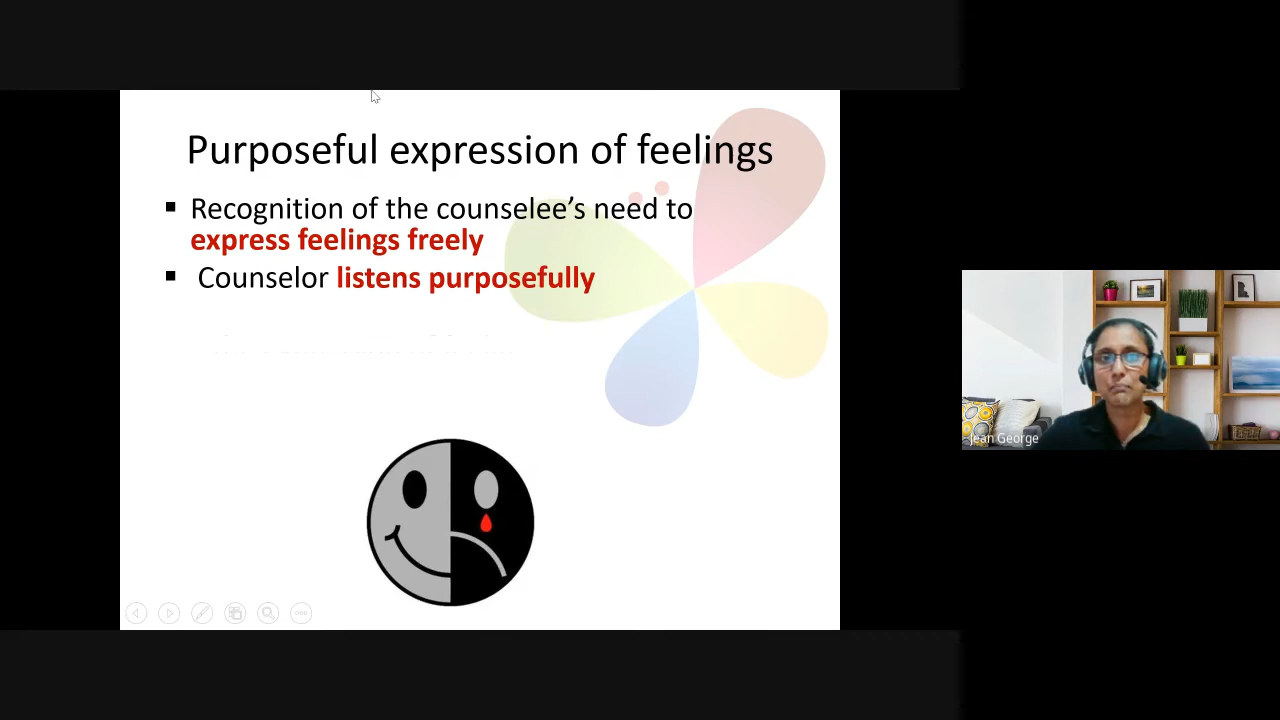 Purposeful expression of feelings
▪ Recognition of the counselee’s need to
express feelings freely
▪ Counselor listens purposefully
Jean George